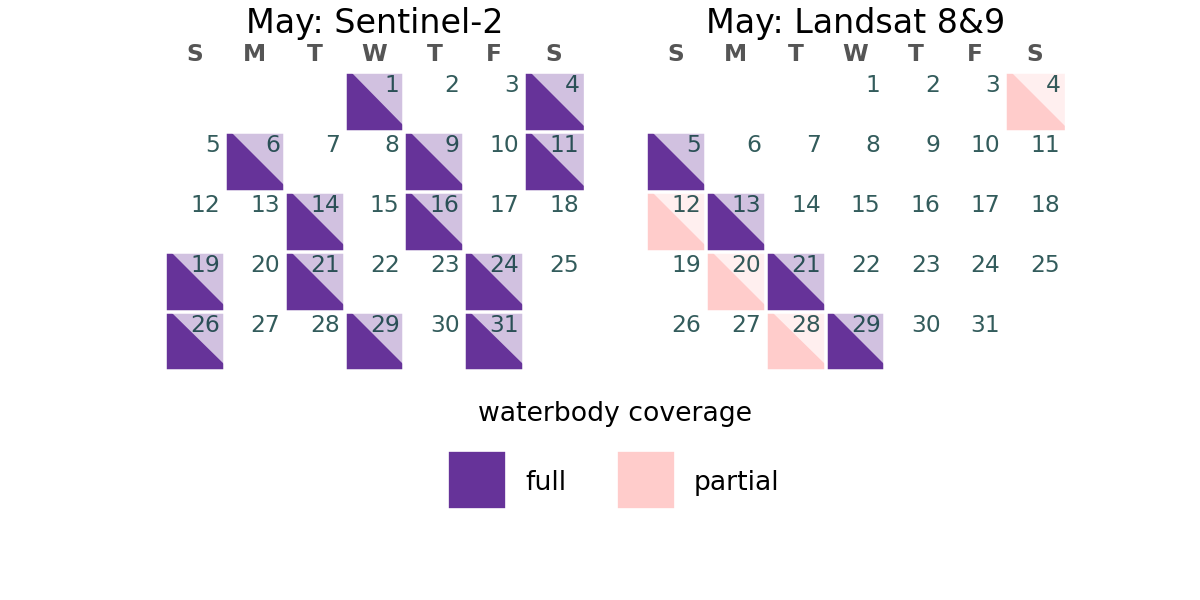 May: Sentinel-2
S M T W T F S
1 2 3 4
5 6 7 8 9 10 11
12 13 14 15 16 17 18
19 20 21 22 23 24 25
26 27 28 29 30 31
May: Landsat 8&9
S M T W T F S
1 2 3 4
5 6 7 8 9 10 11
12 13 14 15 16 17 18
19 20 21 22 23 24 25
26 27 28 29 30 31
waterbody coverage
full partial